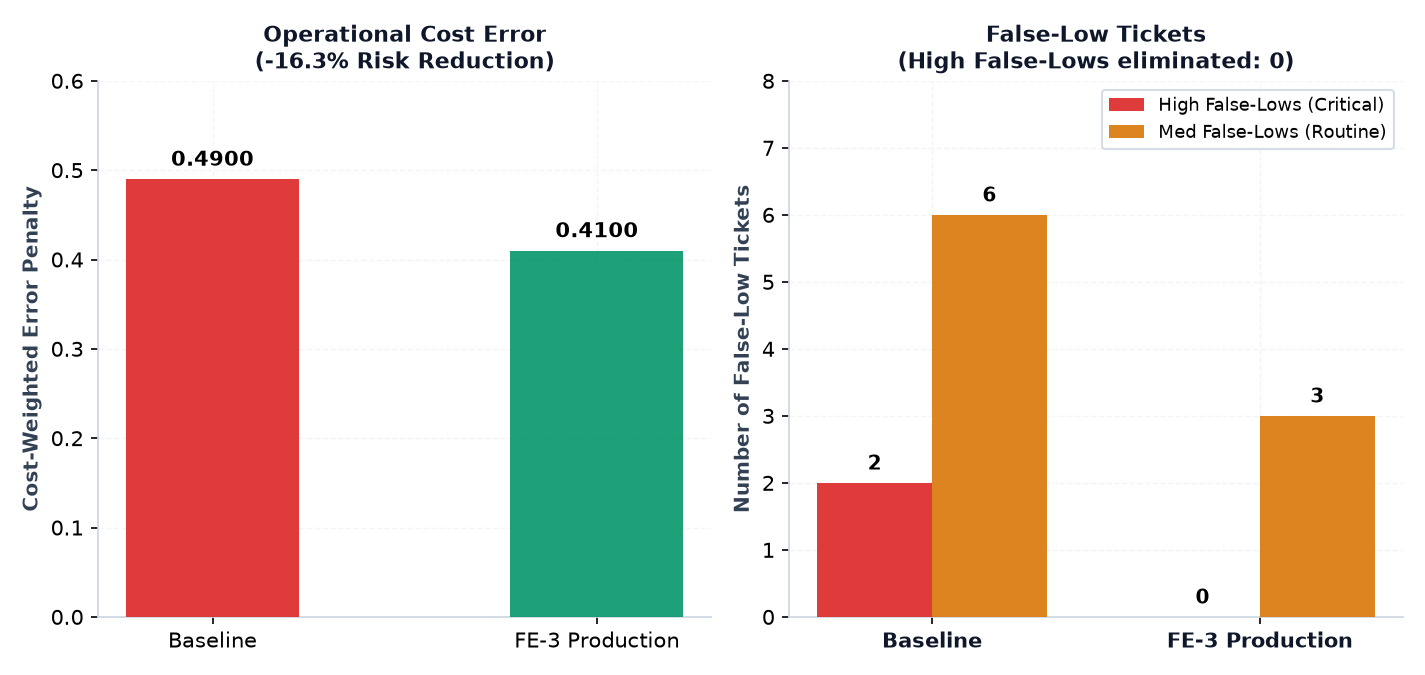 Operational Cost Error
(-16.3% Risk Reduction)
Cost-Weighted Error Penalty
0.6
0.5
0.4
0.3
0.2
0.1
0.0
0.4900
0.4100
Baseline
FE-3 Production
False-Low Tickets
(High False-Lows eliminated: 0)
Number of False-Low Tickets
8
7
6
5
4
3
2
1
0
High False-Lows (Critical)
Med False-Lows (Routine)
2
6
0
3
Baseline
FE-3 Production